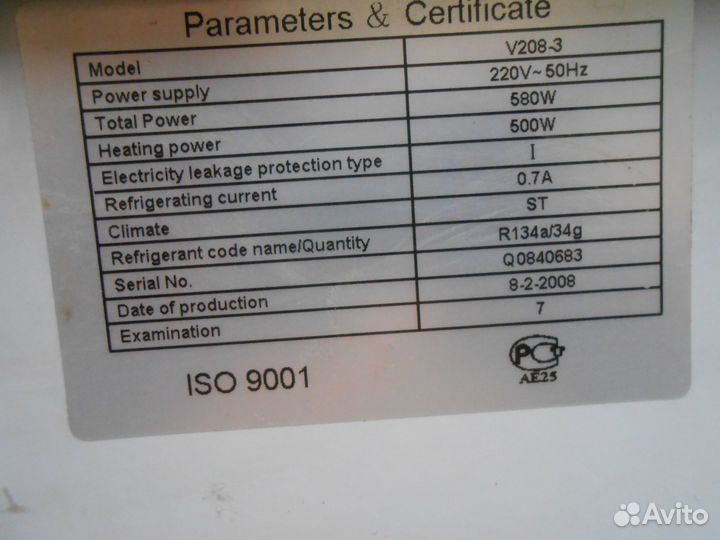 Parameters & Certificate
Model V208-3
Power supply 220V~50Hz
Total Power 580W
Heating power 500W
Electricity leakage protection type I
Refrigerating current 0.7A
Climate ST
Refrigerant code name/Quantity R134a/34g
Serial No. Q0840683
Date of production 8-2-2008
Examination 7
ISO 9001
РСТ
АЕ25
Avito